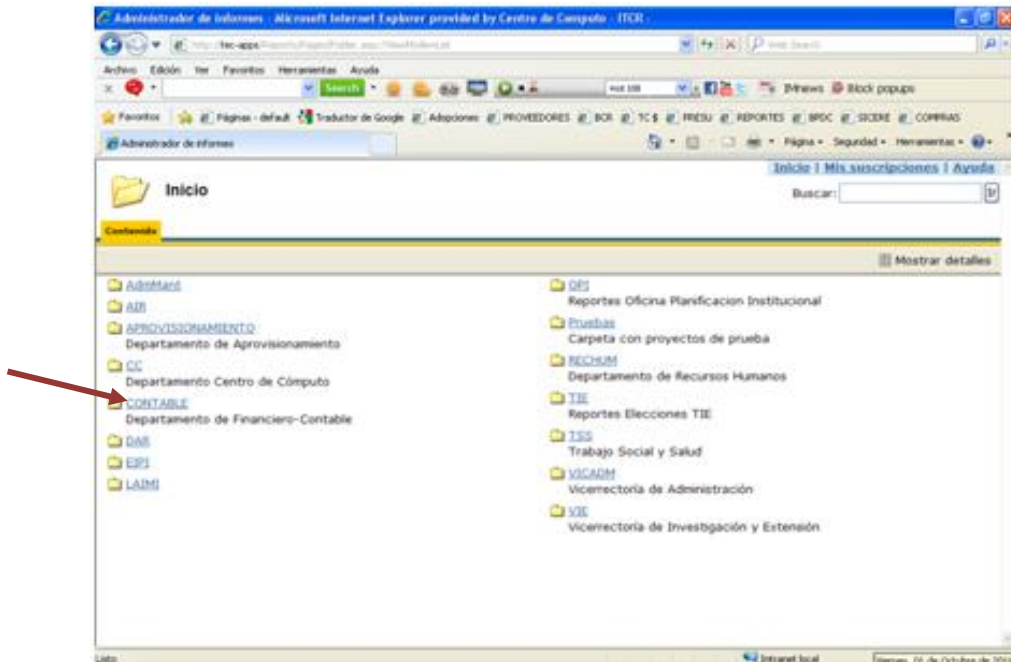 Administrador de informes - Microsoft Internet Explorer provided by Centro de Computo - ITCR
Archivo Edición Ver Favoritos Herramientas Ayuda
Search
Block popups
Favoritos Páginas - default Traductor de Google Adopciones PROVEEDORES BCR TC $ PRESU REPORTES SICERE COMPRAS
Administrador de informes
Página Seguridad Herramientas
Inicio | Mis suscripciones | Ayuda
Inicio
Buscar:
Contenido
Mostrar detalles
AdmMant
AIR
APROVISIONAMIENTO
Departamento de Aprovisionamiento
CC
Departamento Centro de Cómputo
CONTABLE
Departamento de Financiero-Contable
DAR
EIPI
LAIMI
OPI
Reportes Oficina Planificacion Institucional
Pruebas
Carpeta con proyectos de prueba
RECHUM
Departamento de Recursos Humanos
TIE
Reportes Elecciones TIE
TSS
Trabajo Social y Salud
VICADM
Vicerrectoría de Administración
VIE
Vicerrectoría de Investigación y Extensión
Listo
Intranet local